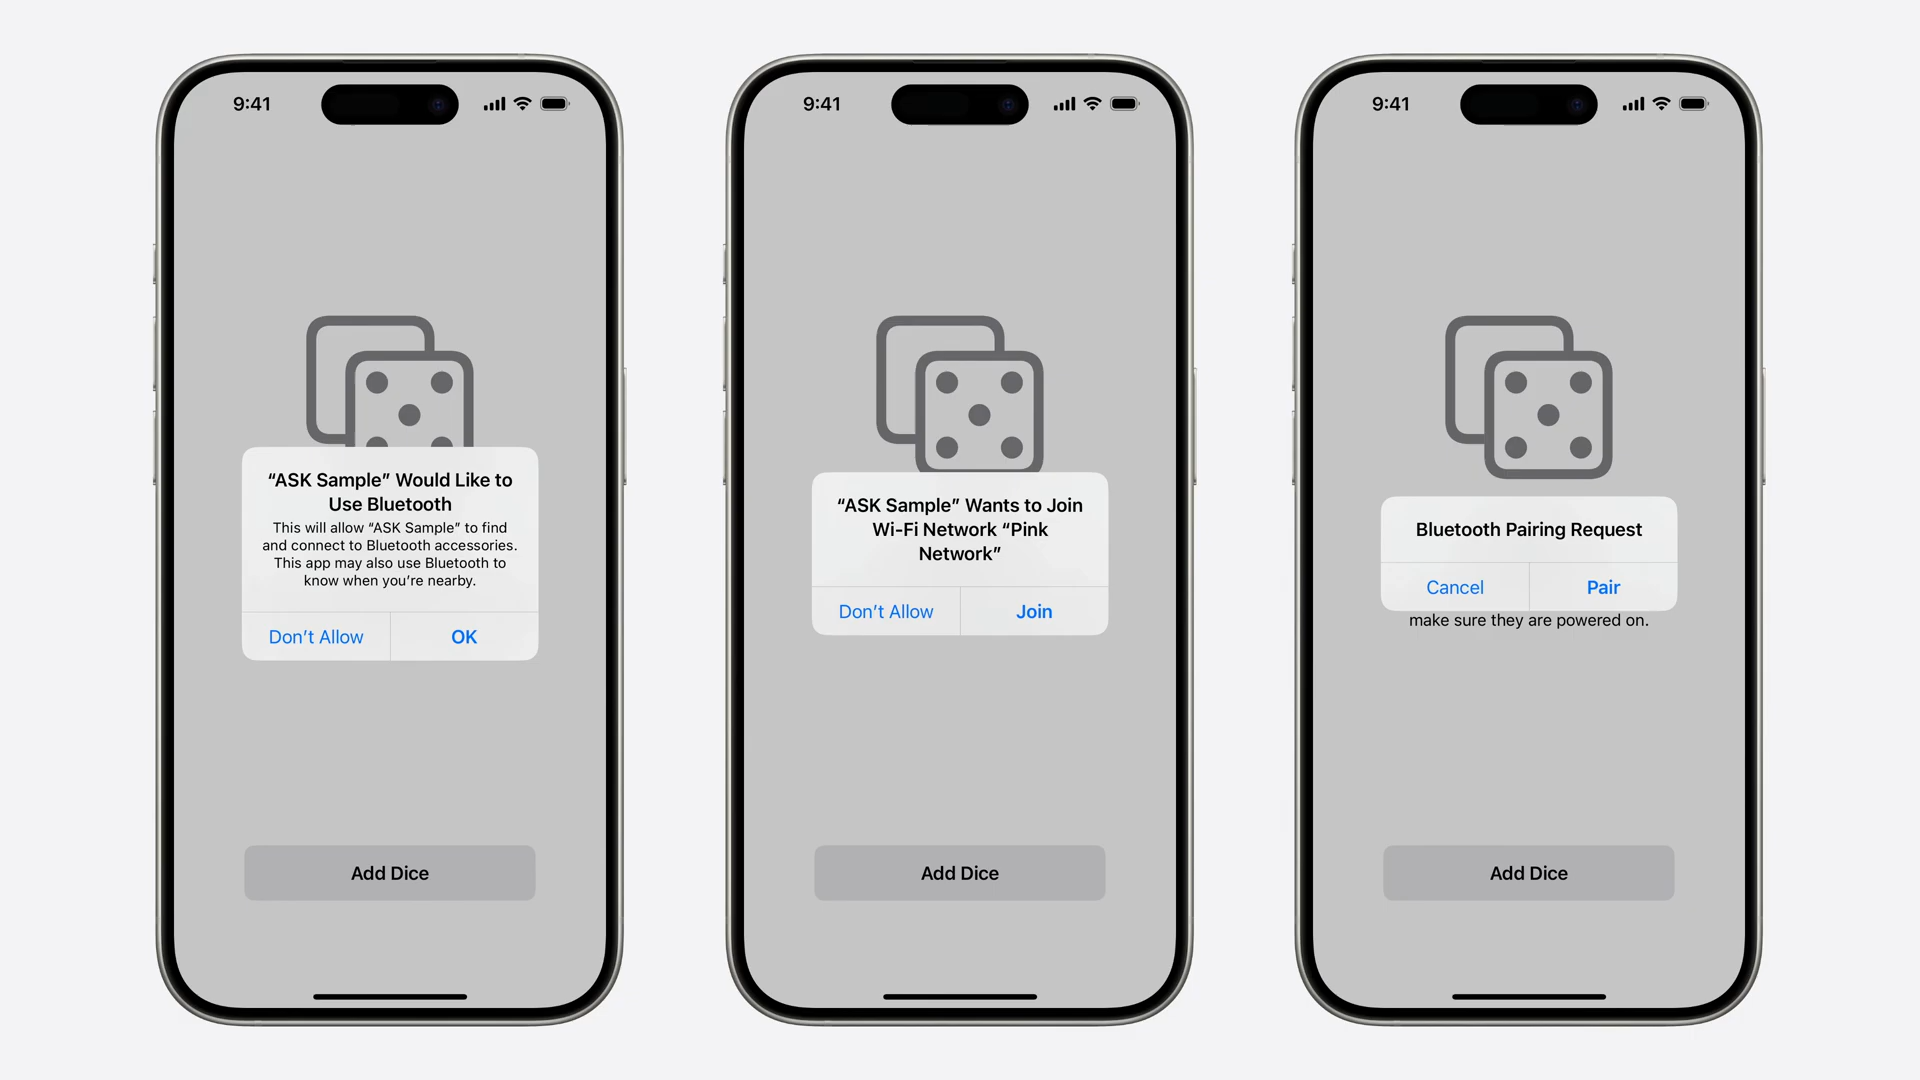 9:41
“ASK Sample” Would Like to
Use Bluetooth
This will allow “ASK Sample” to find
and connect to Bluetooth accessories.
This app may also use Bluetooth to
know when you’re nearby.
Don’t Allow
OK
Add Dice
9:41
“ASK Sample” Wants to Join
Wi-Fi Network “Pink
Network”
Don’t Allow
Join
Add Dice
9:41
Bluetooth Pairing Request
Cancel
Pair
make sure they are powered on.
Add Dice